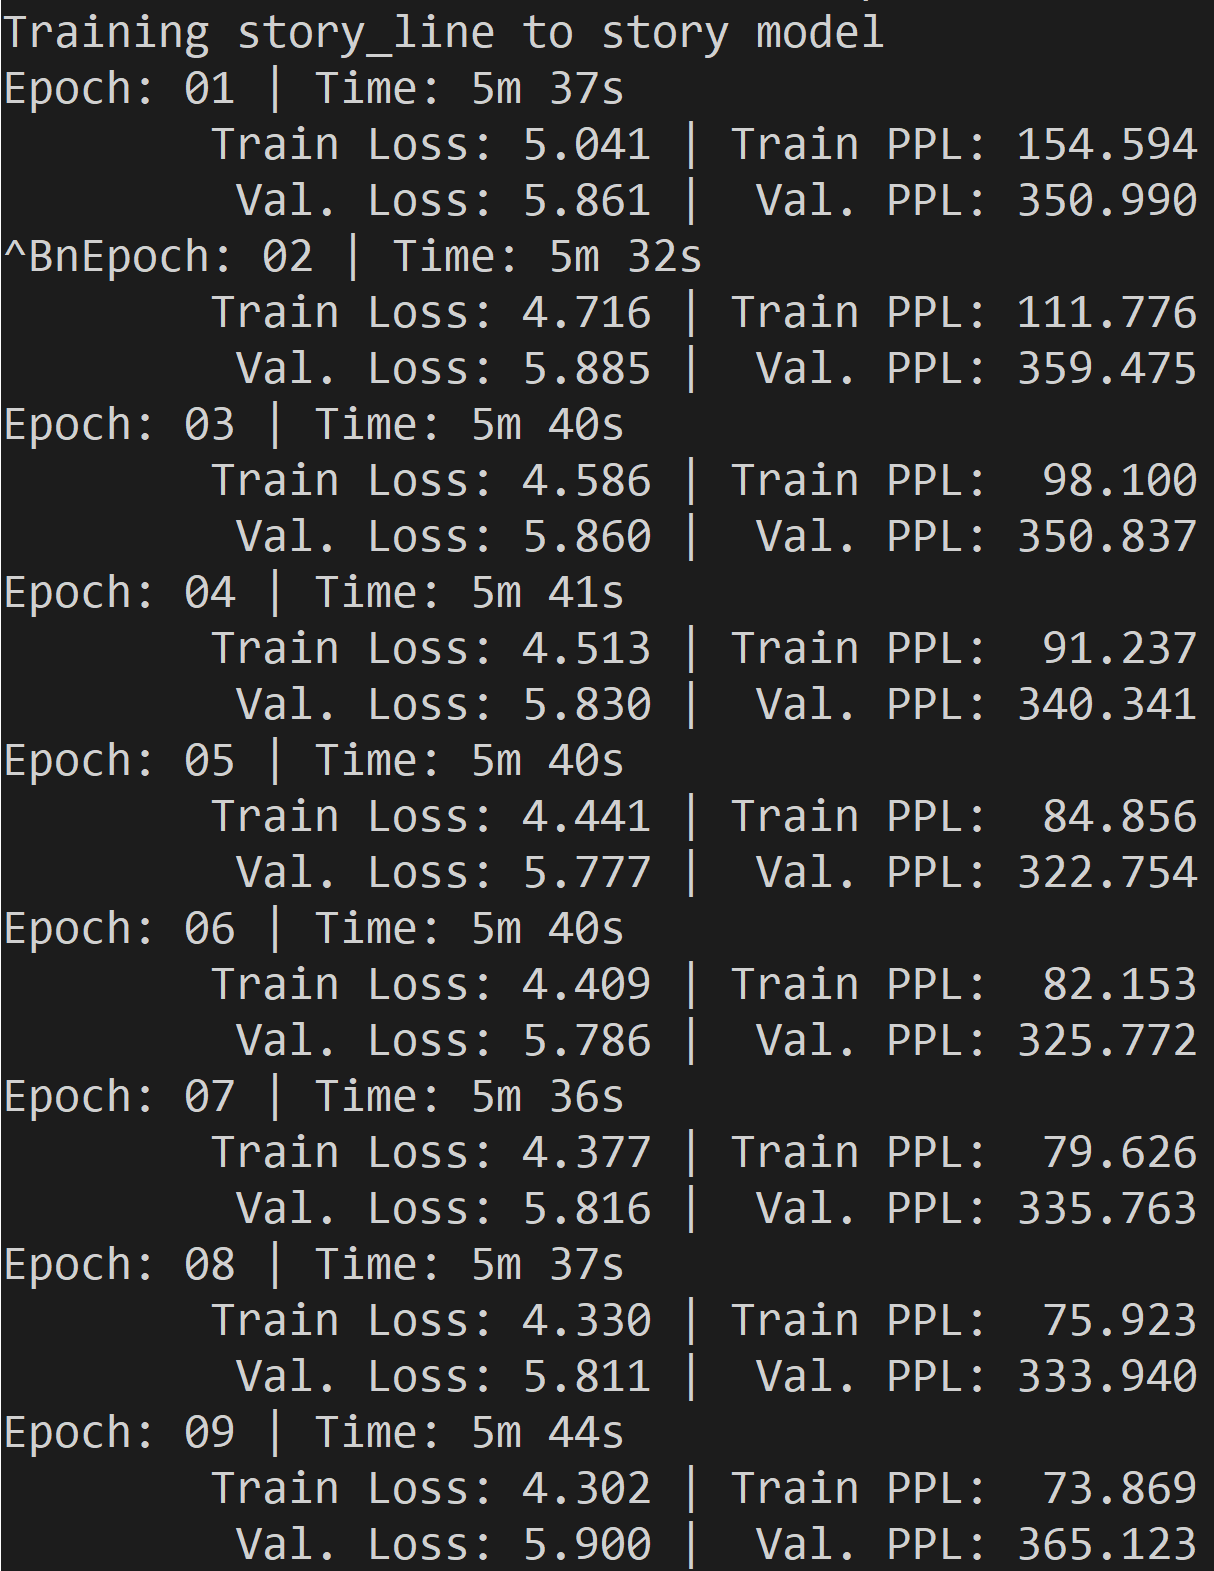 Training story_line to story model
Epoch: 01 | Time: 5m 37s
Train Loss: 5.041 | Train PPL: 154.594
Val. Loss: 5.861 | Val. PPL: 350.990
^BnEpoch: 02 | Time: 5m 32s
Train Loss: 4.716 | Train PPL: 111.776
Val. Loss: 5.885 | Val. PPL: 359.475
Epoch: 03 | Time: 5m 40s
Train Loss: 4.586 | Train PPL: 98.100
Val. Loss: 5.860 | Val. PPL: 350.837
Epoch: 04 | Time: 5m 41s
Train Loss: 4.513 | Train PPL: 91.237
Val. Loss: 5.830 | Val. PPL: 340.341
Epoch: 05 | Time: 5m 40s
Train Loss: 4.441 | Train PPL: 84.856
Val. Loss: 5.777 | Val. PPL: 322.754
Epoch: 06 | Time: 5m 40s
Train Loss: 4.409 | Train PPL: 82.153
Val. Loss: 5.786 | Val. PPL: 325.772
Epoch: 07 | Time: 5m 36s
Train Loss: 4.377 | Train PPL: 79.626
Val. Loss: 5.816 | Val. PPL: 335.763
Epoch: 08 | Time: 5m 37s
Train Loss: 4.330 | Train PPL: 75.923
Val. Loss: 5.811 | Val. PPL: 333.940
Epoch: 09 | Time: 5m 44s
Train Loss: 4.302 | Train PPL: 73.869
Val. Loss: 5.900 | Val. PPL: 365.123